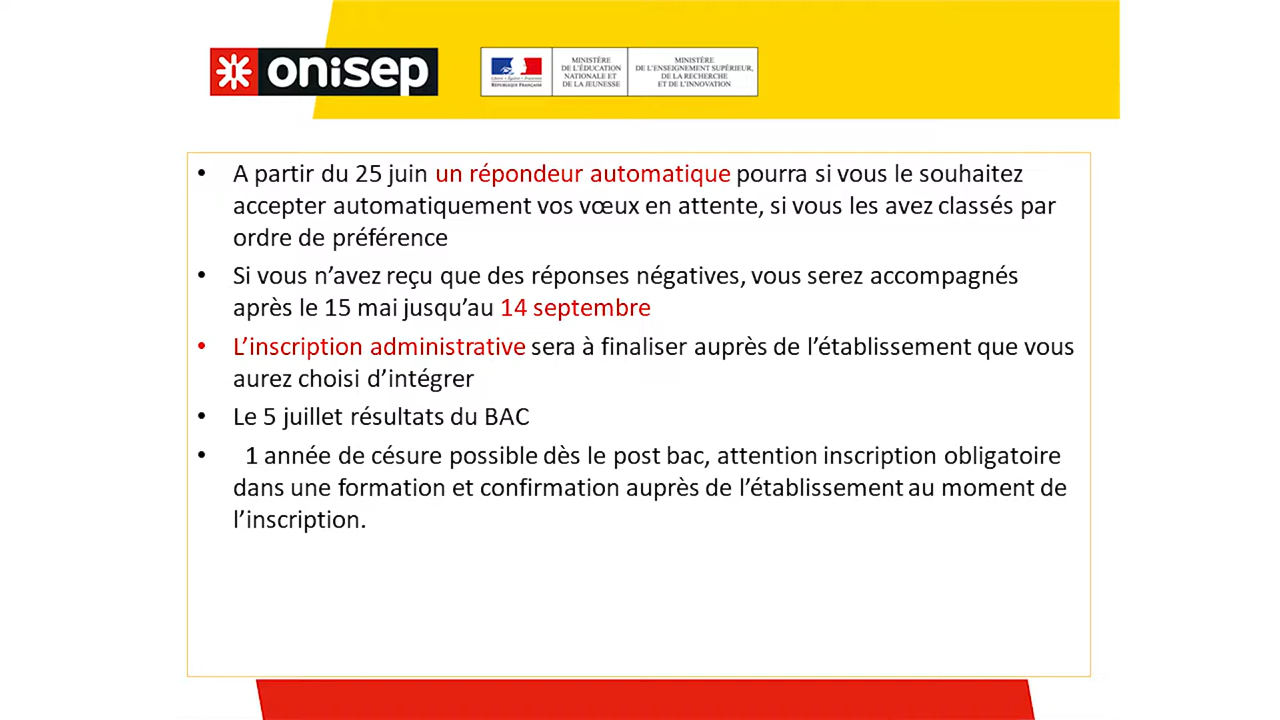 onisep
Liberté • Égalité • Fraternité
RÉPUBLIQUE FRANÇAISE
MINISTÈRE
DE L'ÉDUCATION
NATIONALE ET
DE LA JEUNESSE
MINISTÈRE
DE L'ENSEIGNEMENT SUPÉRIEUR,
DE LA RECHERCHE
ET DE L'INNOVATION
• A partir du 25 juin un répondeur automatique pourra si vous le souhaitez
accepter automatiquement vos vœux en attente, si vous les avez classés par
ordre de préférence
• Si vous n’avez reçu que des réponses négatives, vous serez accompagnés
après le 15 mai jusqu’au 14 septembre
• L’inscription administrative sera à finaliser auprès de l’établissement que vous
aurez choisi d’intégrer
• Le 5 juillet résultats du BAC
• 1 année de césure possible dès le post bac, attention inscription obligatoire
dans une formation et confirmation auprès de l’établissement au moment de
l’inscription.